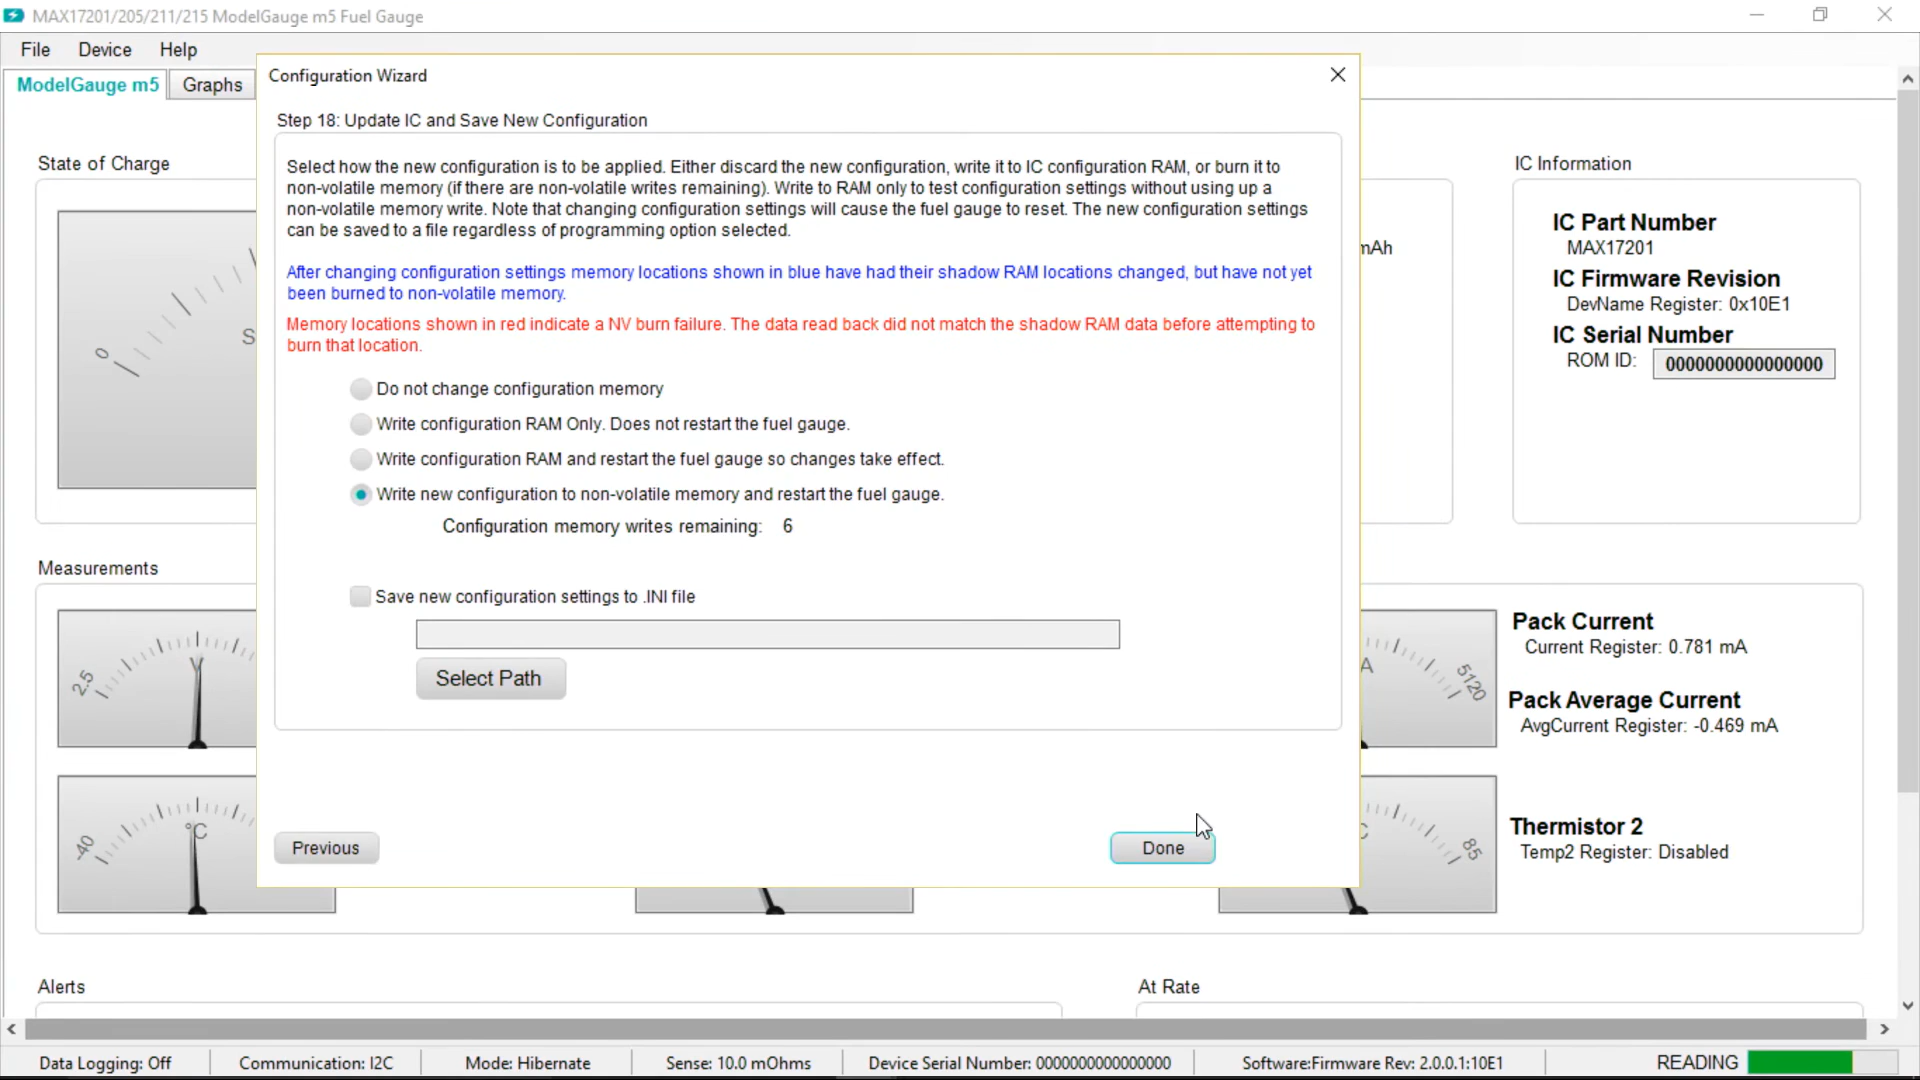 MAX17201/205/211/215 ModelGauge m5 Fuel Gauge
File Device Help
ModelGauge m5 Graphs
Configuration Wizard
Step 18: Update IC and Save New Configuration
Select how the new configuration is to be applied. Either discard the new configuration, write it to IC configuration RAM, or burn it to
non-volatile memory (if there are non-volatile writes remaining). Write to RAM only to test configuration settings without using up a
non-volatile memory write. Note that changing configuration settings will cause the fuel gauge to reset. The new configuration settings
can be saved to a file regardless of programming option selected.
After changing configuration settings memory locations shown in blue have had their shadow RAM locations changed, but have not yet
been burned to non-volatile memory.
Memory locations shown in red indicate a NV burn failure. The data read back did not match the shadow RAM data before attempting to
burn that location.
Do not change configuration memory
Write configuration RAM Only. Does not restart the fuel gauge.
Write configuration RAM and restart the fuel gauge so changes take effect.
Write new configuration to non-volatile memory and restart the fuel gauge.
Configuration memory writes remaining: 6
Save new configuration settings to .INI file
Select Path
Previous Done
State of Charge
0
S
mAh
IC Information
IC Part Number
MAX17201
IC Firmware Revision
DevName Register: 0x10E1
IC Serial Number
ROM ID: 0000000000000000
Measurements
2.5
V
A
5120
Pack Current
Current Register: 0.781 mA
Pack Average Current
AvgCurrent Register: -0.469 mA
-40
°C
C
85
Thermistor 2
Temp2 Register: Disabled
Alerts
At Rate
Data Logging: Off Communication: I2C Mode: Hibernate Sense: 10.0 mOhms Device Serial Number: 0000000000000000 Software:Firmware Rev: 2.0.0.1:10E1 READING